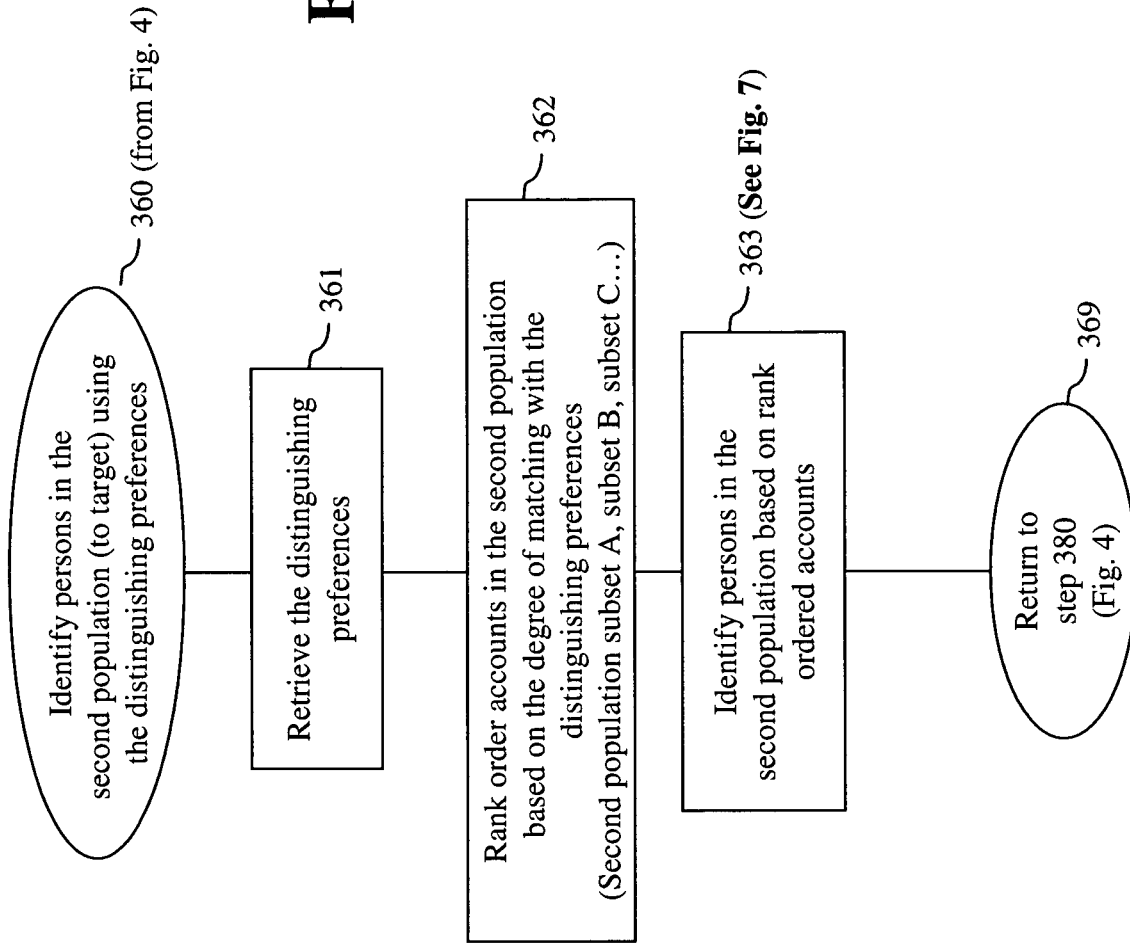 Identify persons in the
second population (to target) using
the distinguishing preferences
360 (from Fig. 4)
Retrieve the distinguishing
preferences
361
Rank order accounts in the second population
based on the degree of matching with the
distinguishing preferences
(Second population subset A, subset B, subset C...)
362
Identify persons in the
second population based on rank
ordered accounts
363 (See Fig. 7)
Return to
step 380
(Fig. 4)
369